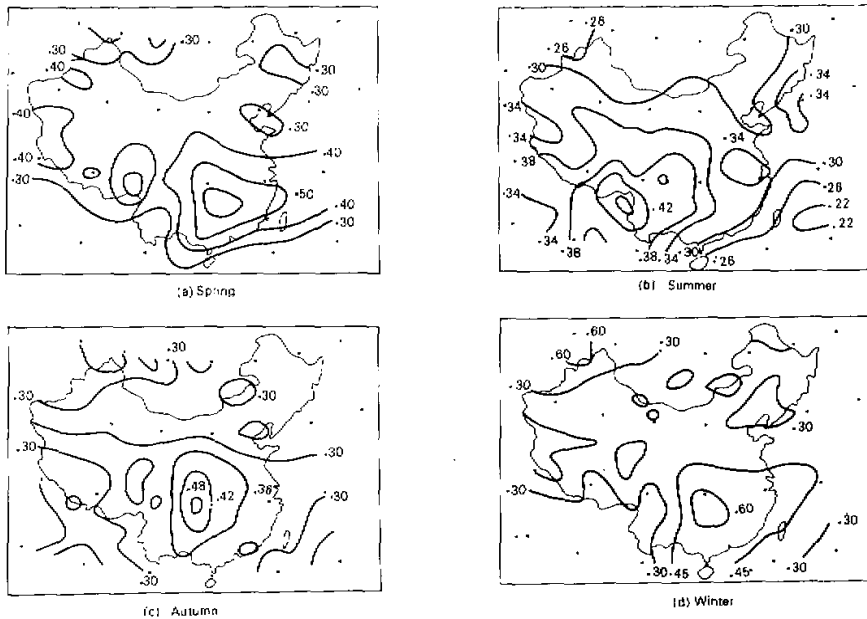 .30 .30
.40 .30
.40 .30 .30
.40 .40
.30 .50
.40
.30
(a) Spring
.26 .30
.26
.30 .34
.34 .34
.34 .34
.38 .30
.34 .42 .26
.22
.34 .22
.38 .38 .34 .30 .26
(b) Summer
.30
.30 .30
.30 .30
.48 .42 .36 .30
.30
(c) Autumn
.60
.60 .30
.30
.30
.30 .60
.30 .45 .45 .30
(d) Winter